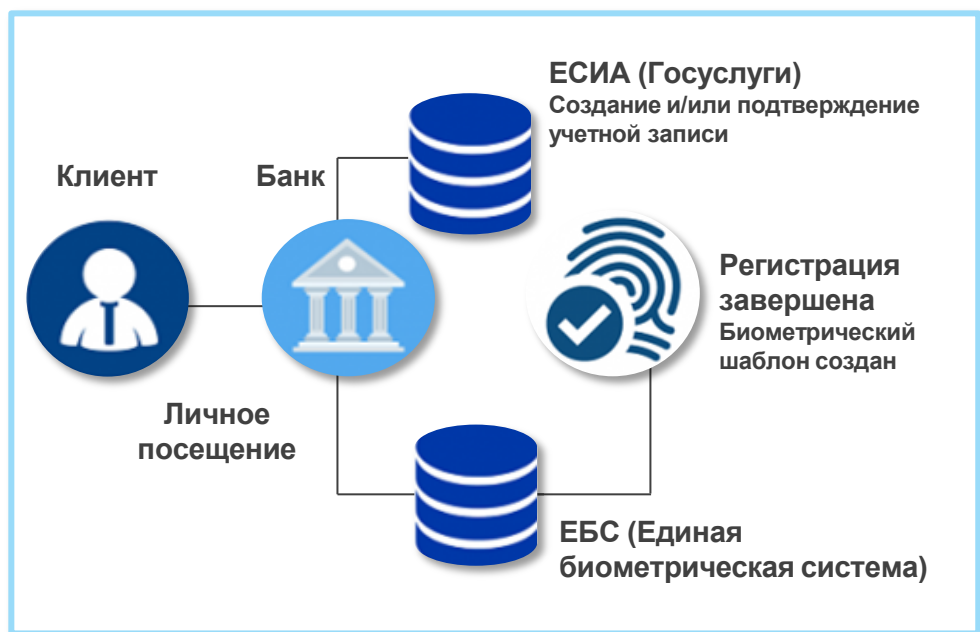 ЕСИА (Госуслуги)
Создание и/или подтверждение
учетной записи
Клиент
Банк
Регистрация
завершена
Биометрический
шаблон создан
Личное
посещение
ЕБС (Единая
биометрическая система)